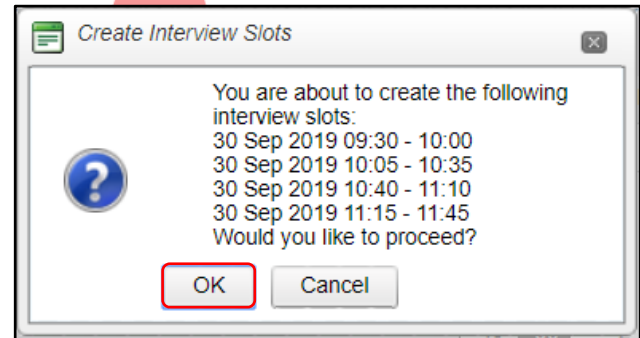 Create Interview Slots
You are about to create the following
interview slots:
30 Sep 2019 09:30 - 10:00
30 Sep 2019 10:05 - 10:35
30 Sep 2019 10:40 - 11:10
30 Sep 2019 11:15 - 11:45
Would you like to proceed?
OK Cancel